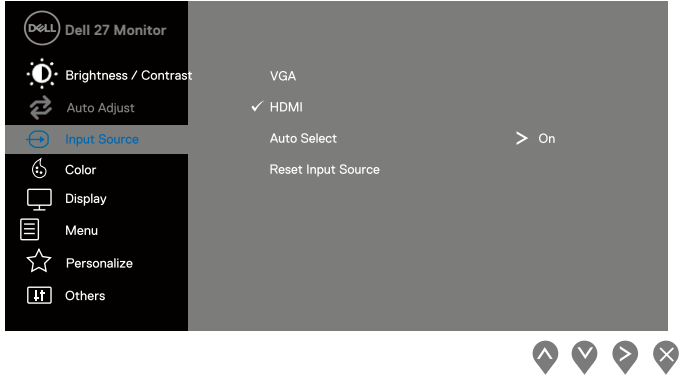 DELL
Dell 27 Monitor
Brightness / Contrast
Auto Adjust
Input Source
Color
Display
Menu
Personalize
Others
VGA
HDMI
Auto Select
On
Reset Input Source